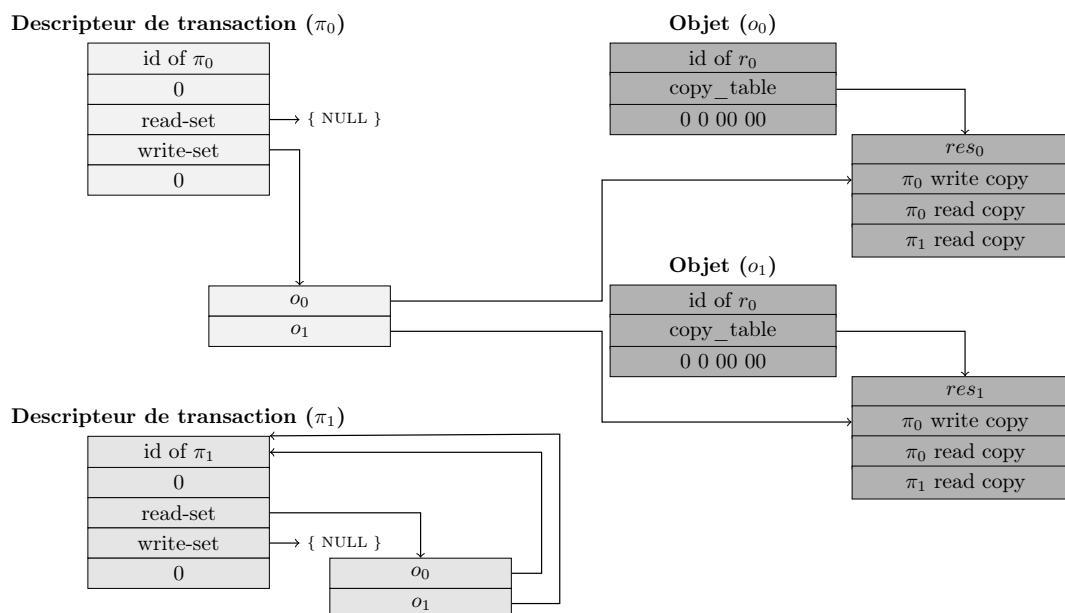 Descripteur de transaction (π₀)
id of π₀
0
read-set
{ NULL }
write-set
0
o₀
o₁
Objet (o₀)
id of r₀
copy_table
0 0 00 00
res₀
π₀ write copy
π₀ read copy
π₁ read copy
Objet (o₁)
id of r₀
copy_table
0 0 00 00
res₁
π₀ write copy
π₀ read copy
π₁ read copy
Descripteur de transaction (π₁)
id of π₁
0
read-set
write-set
{ NULL }
0
o₀
o₁